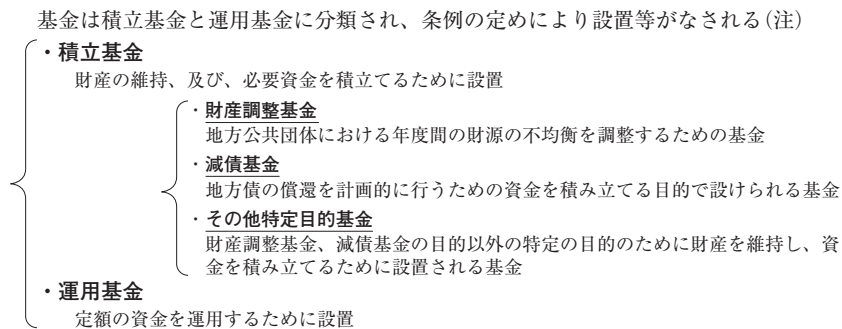 基金は積立基金と運用基金に分類され、条例の定めにより設置等がなされる(注)
・積立基金
財産の維持、及び、必要資金を積立てるために設置
・財産調整基金
地方公共団体における年度間の財源の不均衡を調整するための基金
・減債基金
地方債の償還を計画的に行うための資金を積み立てる目的で設けられる基金
・その他特定目的基金
財産調整基金、減債基金の目的以外の特定の目的のために財産を維持し、資
金を積み立てるために設置される基金
・運用基金
定額の資金を運用するために設置